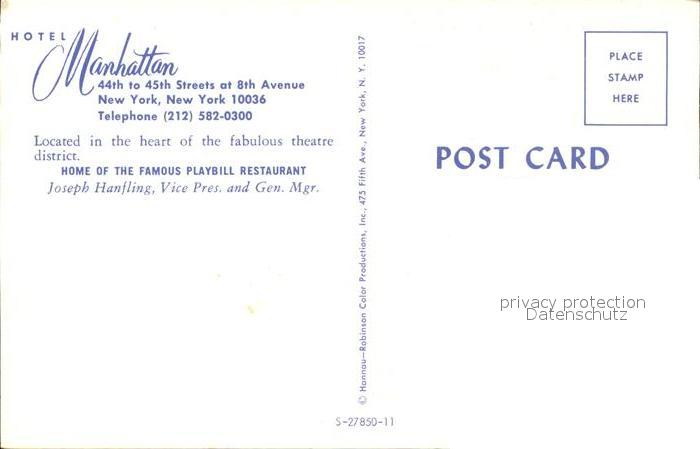 HOTEL
Manhattan
44th to 45th Streets at 8th Avenue
New York, New York 10036
Telephone (212) 582-0300
Located in the heart of the fabulous theatre
district.
HOME OF THE FAMOUS PLAYBILL RESTAURANT
Joseph Hanfling, Vice Pres. and Gen. Mgr.
© Hannau—Robinson Color Productions, Inc., 475 Fifth Ave., New York, N. Y. 10017
S-27850-11
PLACE
STAMP
HERE
POST CARD
privacy protection
Datenschutz